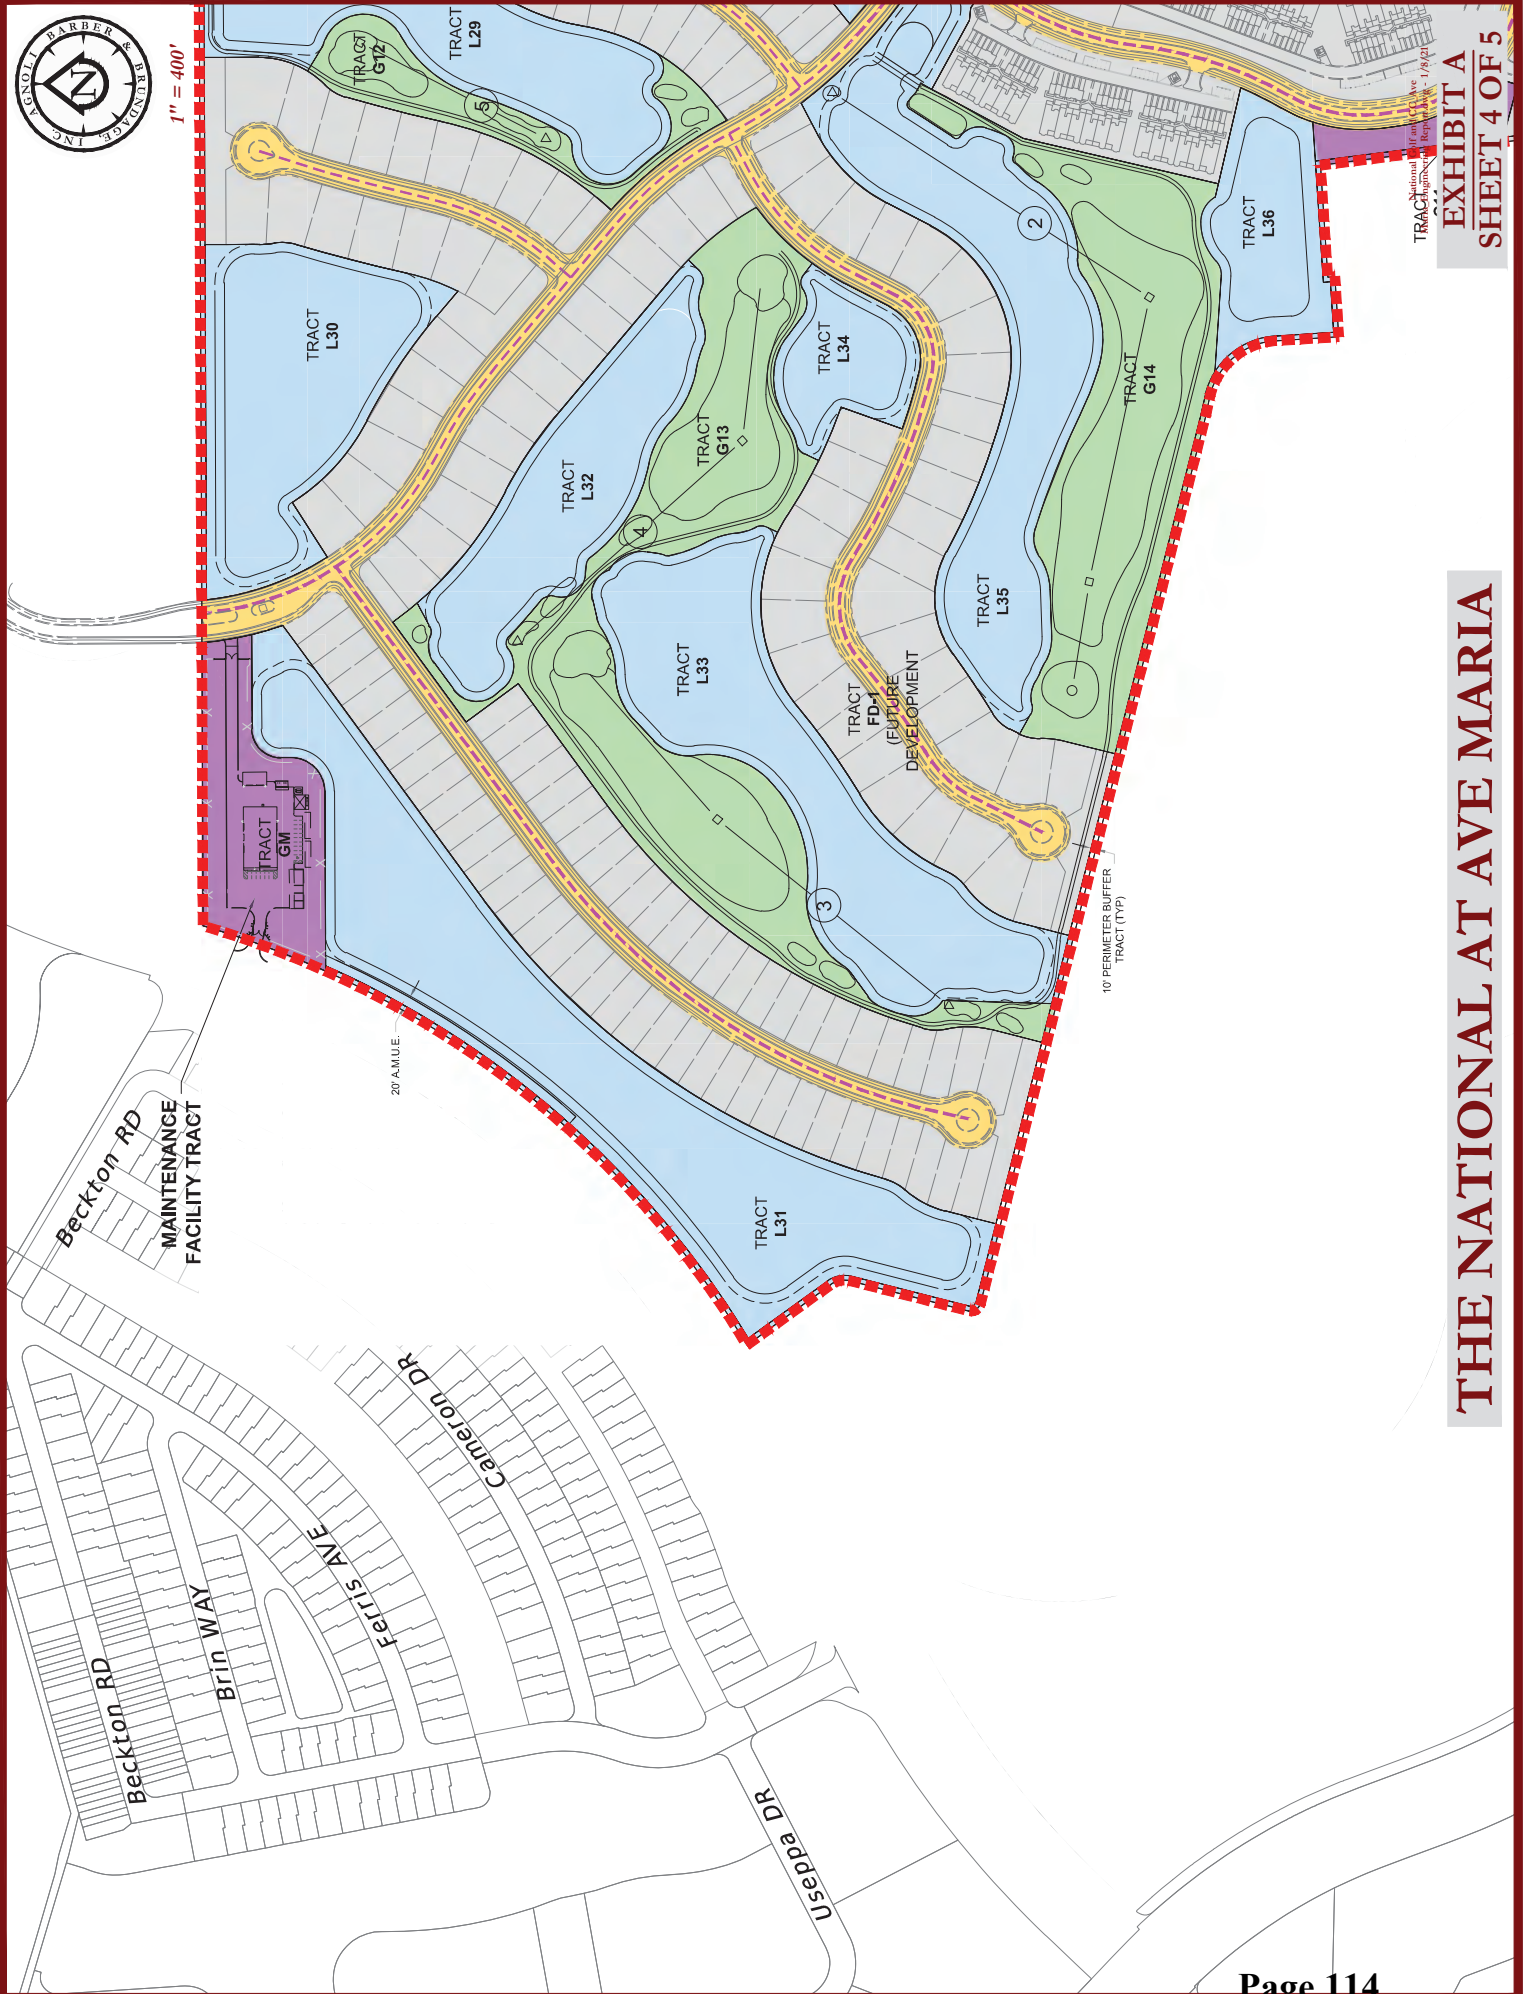 AGNOLI BARBER & BRUNDAGE, INC.
N
1" = 400'
TRACT
G12
TRACT
L29
5
TRACT
L30
TRACT
L32
TRACT
G13
4
TRACT
L34
2
TRACT
G14
TRACT
L36
TRACT
EXHIBIT A
SHEET 4 OF 5
TRACT
L35
TRACT
L33
TRACT
FD-1
(FUTURE
DEVELOPMENT
TRACT
GM
3
10' PERIMETER BUFFER
TRACT (TYP)
20' A.M.U.E.
MAINTENANCE
FACILITY TRACT
TRACT
L31
THE NATIONAL AT AVE MARIA
Beckton RD
Cameron DR
Ferris AVE
Brin WAY
Beckton RD
Useppa DR
Page 114